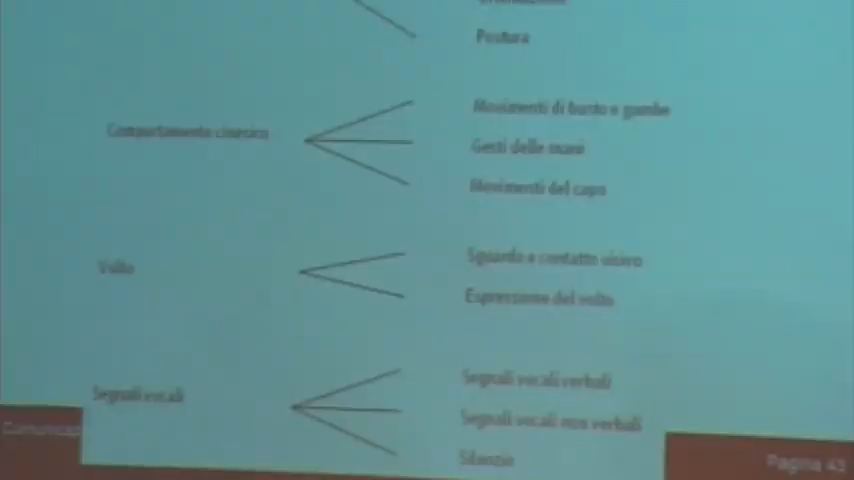 Postura
Movimenti di busto e gambe
Comportamento cinesico
Gesti delle mani
Movimenti del capo
Volto
Sguardo e contatto visivo
Espressione del volto
Segnali vocali
Segnali vocali verbali
Segnali vocali non verbali
Silenzio
Pagina 43